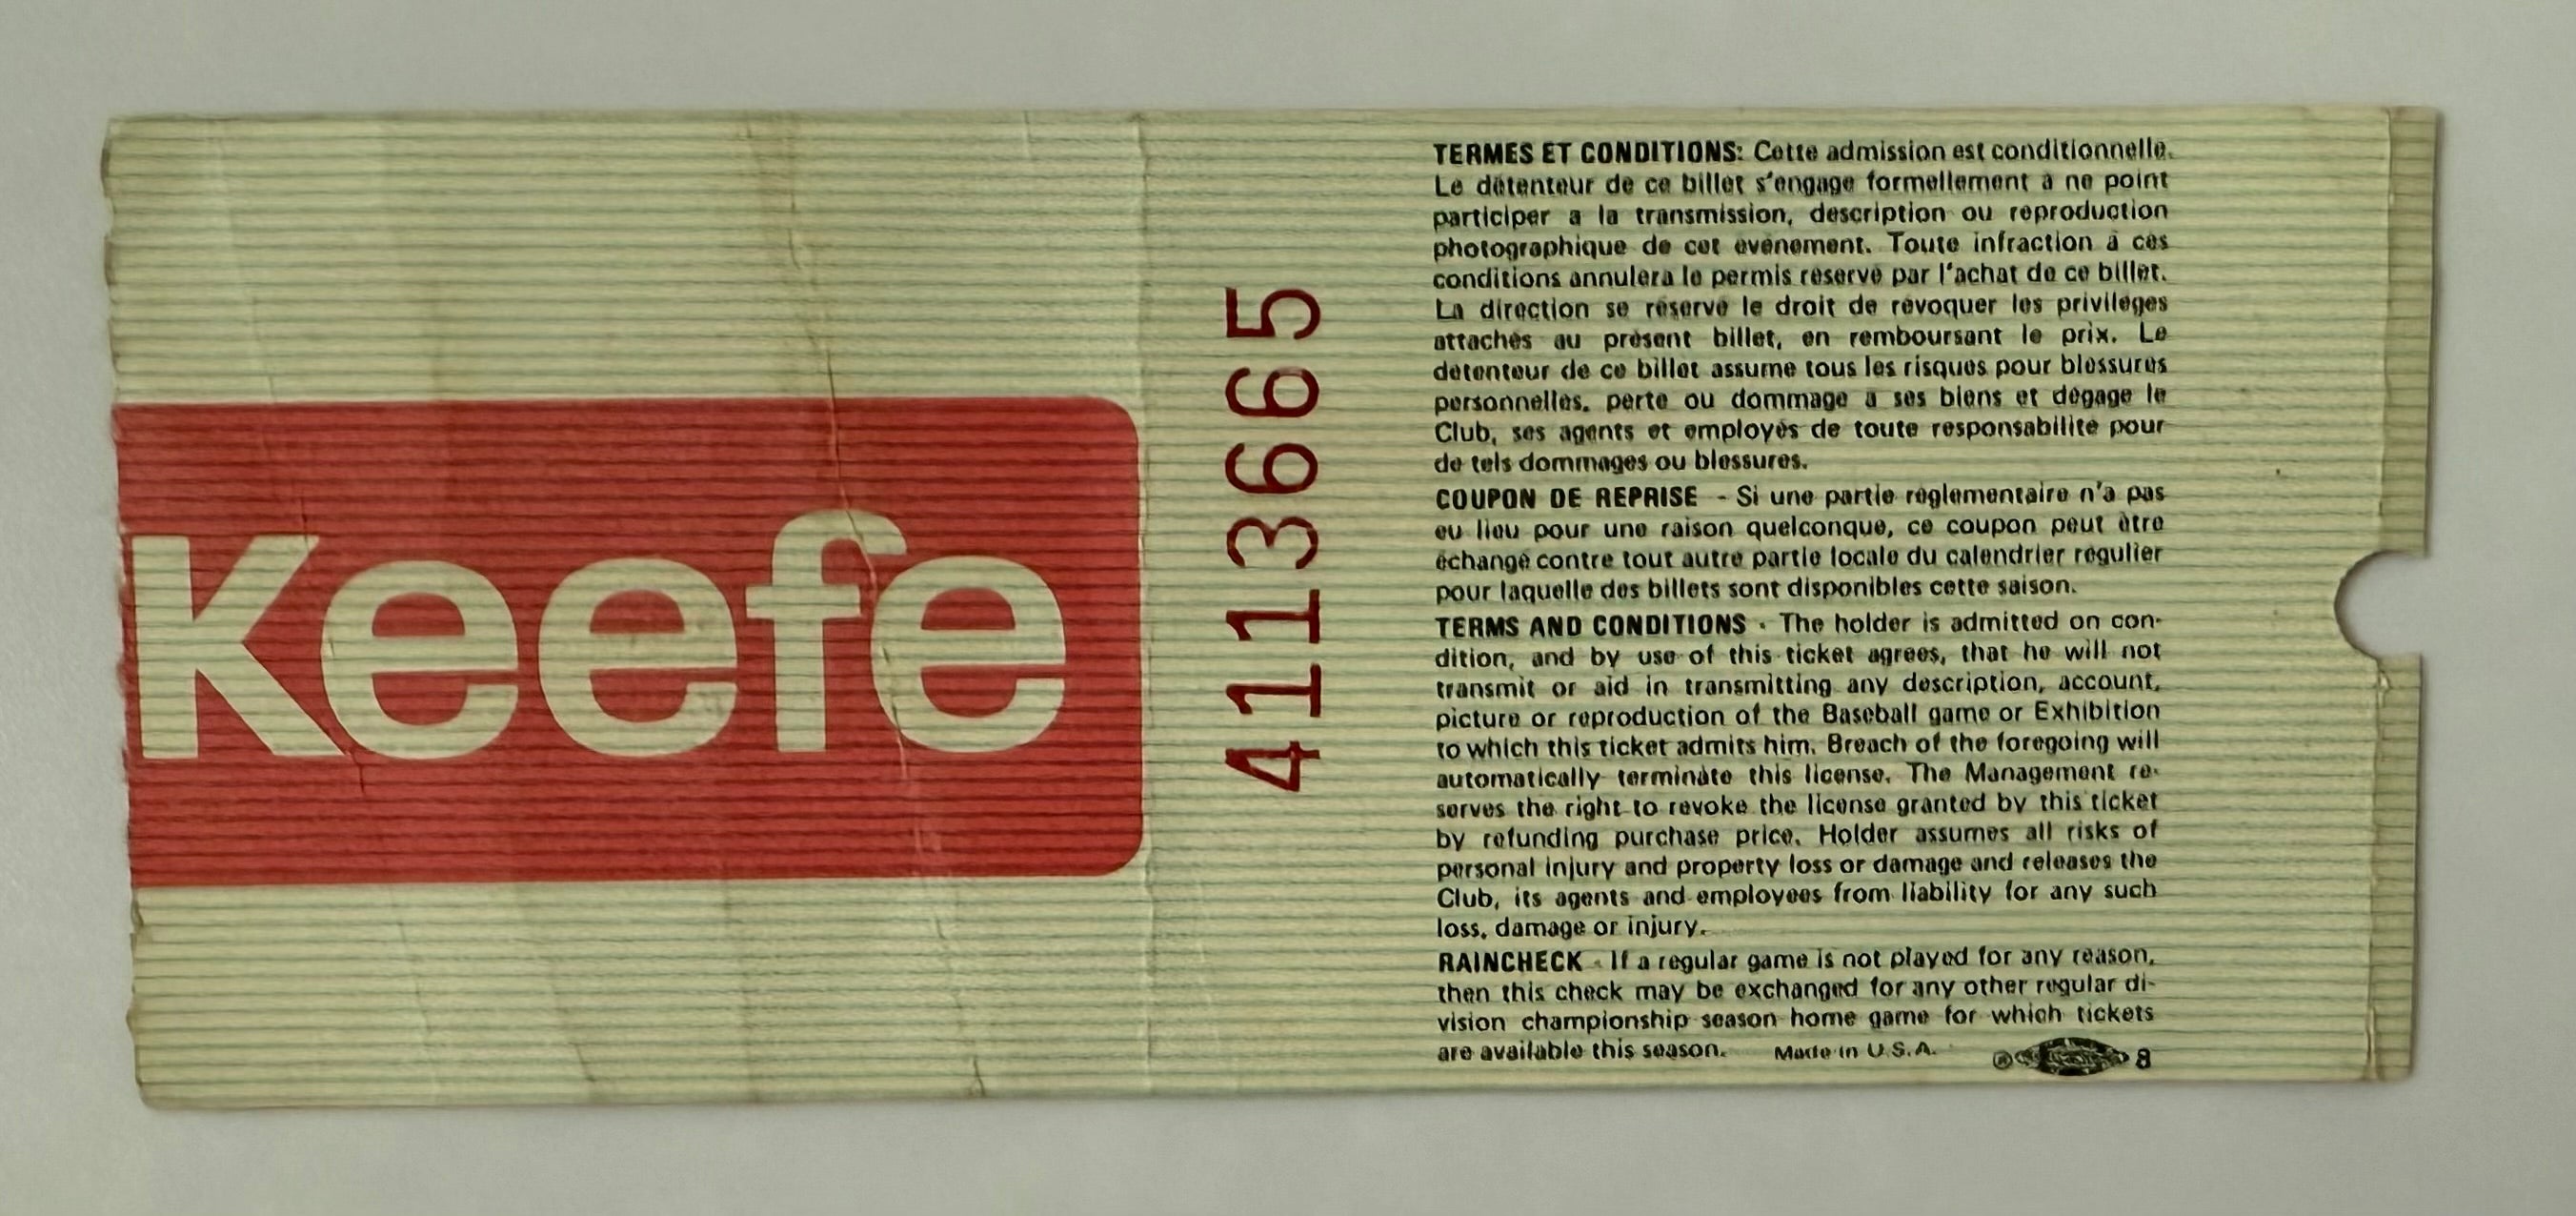 Keefe
4113665
TERMES ET CONDITIONS: Cette admission est conditionnelle.
Le détenteur de ce billet s'engage formellement à ne point
participer a la transmission, description ou reproduction
photographique de cet événement. Toute infraction à ces
conditions annulera le permis réservé par l'achat de ce billet.
La direction se réserve le droit de révoquer les privilèges
attachés au présent billet, en remboursant le prix. Le
détenteur de ce billet assume tous les risques pour blessures
personnelles, perte ou dommage à ses biens et dégage le
Club, ses agents et employés de toute responsabilité pour
de tels dommages ou blessures.
COUPON DE REPRISE - Si une partie réglementaire n'a pas
eu lieu pour une raison quelconque, ce coupon peut être
échangé contre tout autre partie locale du calendrier régulier
pour laquelle des billets sont disponibles cette saison.
TERMS AND CONDITIONS - The holder is admitted on con-
dition, and by use of this ticket agrees, that he will not
transmit or aid in transmitting any description, account,
picture or reproduction of the Baseball game or Exhibition
to which this ticket admits him. Breach of the foregoing will
automatically terminate this license. The Management re-
serves the right to revoke the license granted by this ticket
by refunding purchase price. Holder assumes all risks of
personal injury and property loss or damage and releases the
Club, its agents and employees from liability for any such
loss, damage or injury.
RAINCHECK - If a regular game is not played for any reason,
then this check may be exchanged for any other regular di-
vision championship season home game for which tickets
are available this season. Made in U.S.A. ® 8